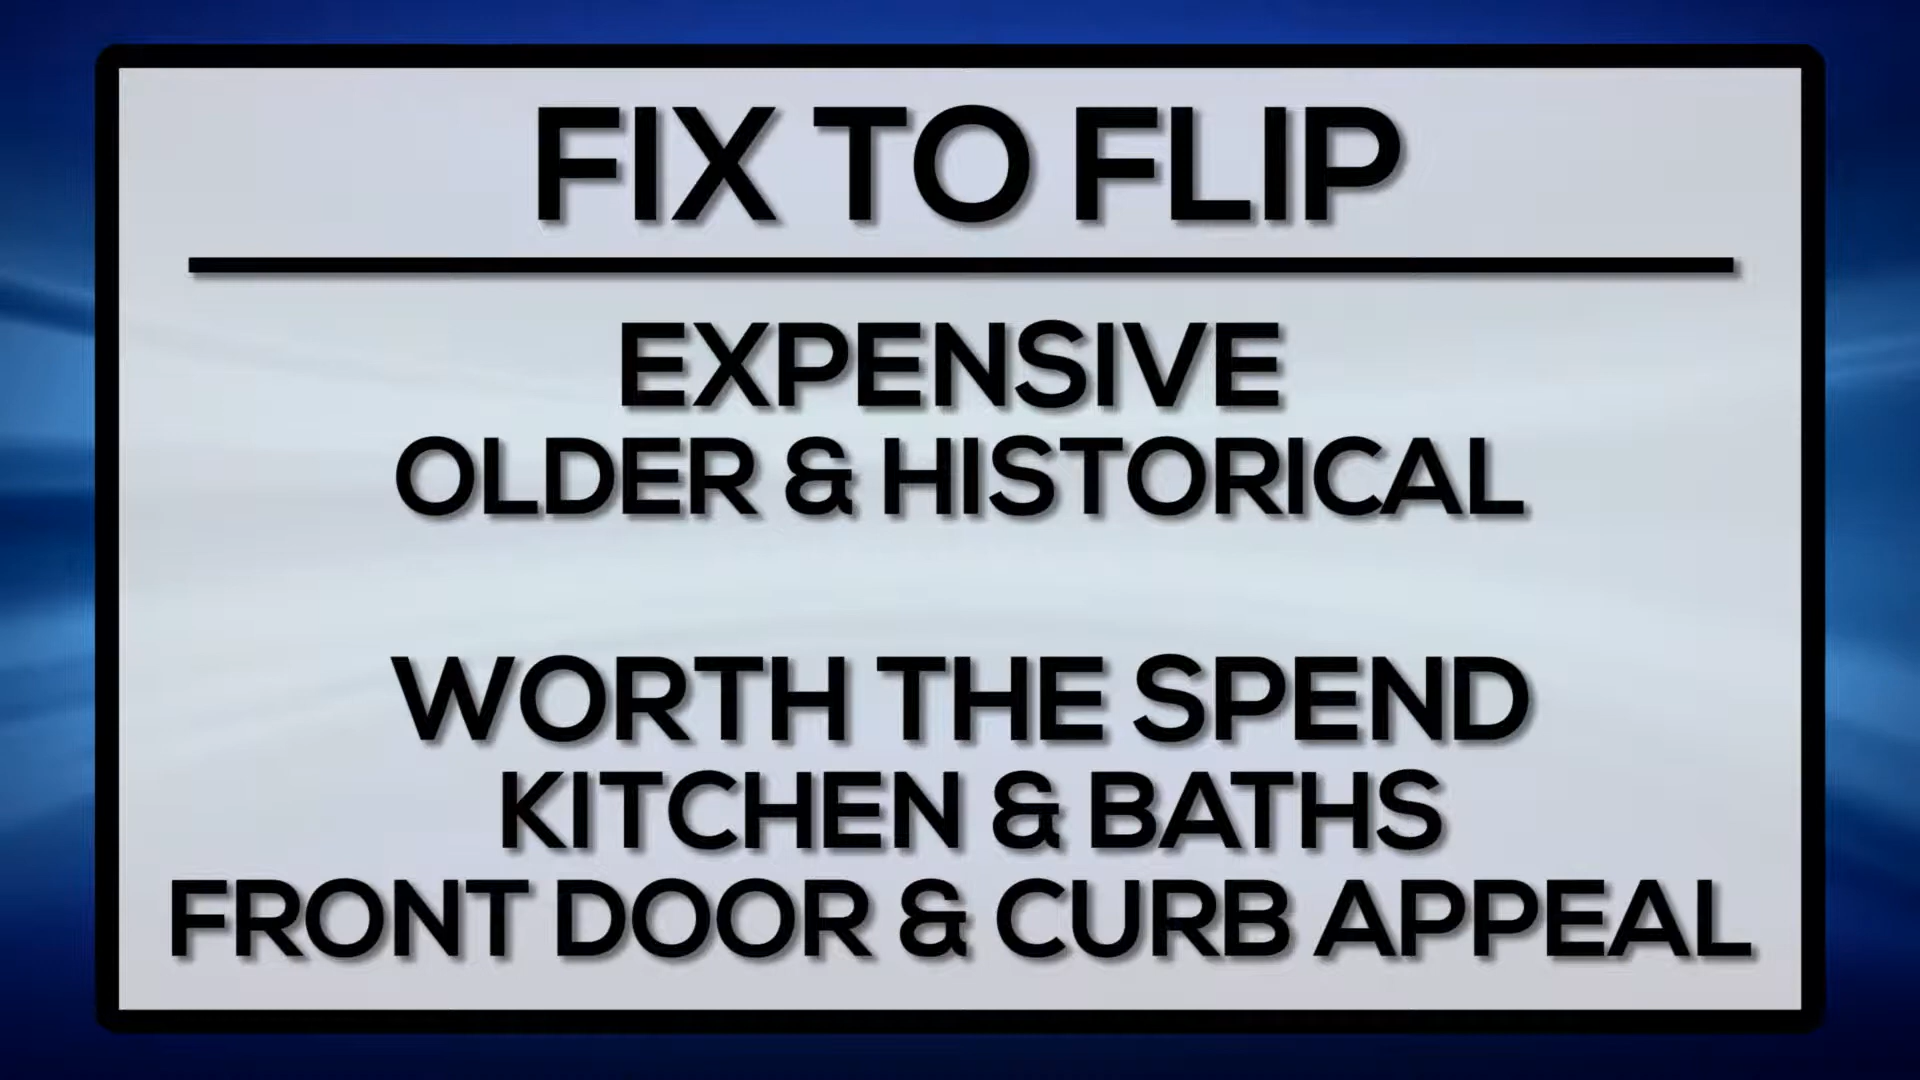 FIX TO FLIP
EXPENSIVE
OLDER & HISTORICAL
WORTH THE SPEND
KITCHEN & BATHS
FRONT DOOR & CURB APPEAL